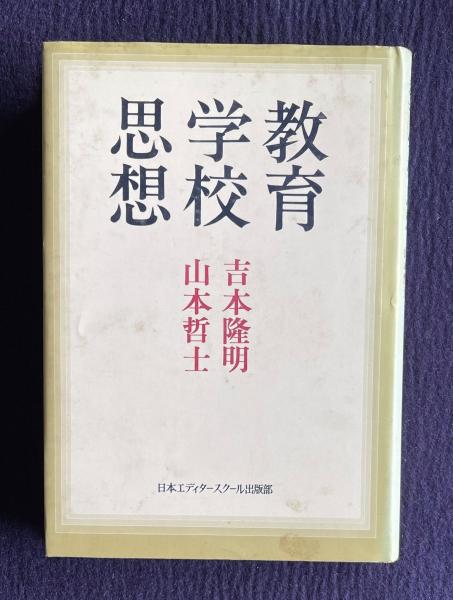 教育
学校
思想
吉本隆明
山本哲士
日本エディタースクール出版部